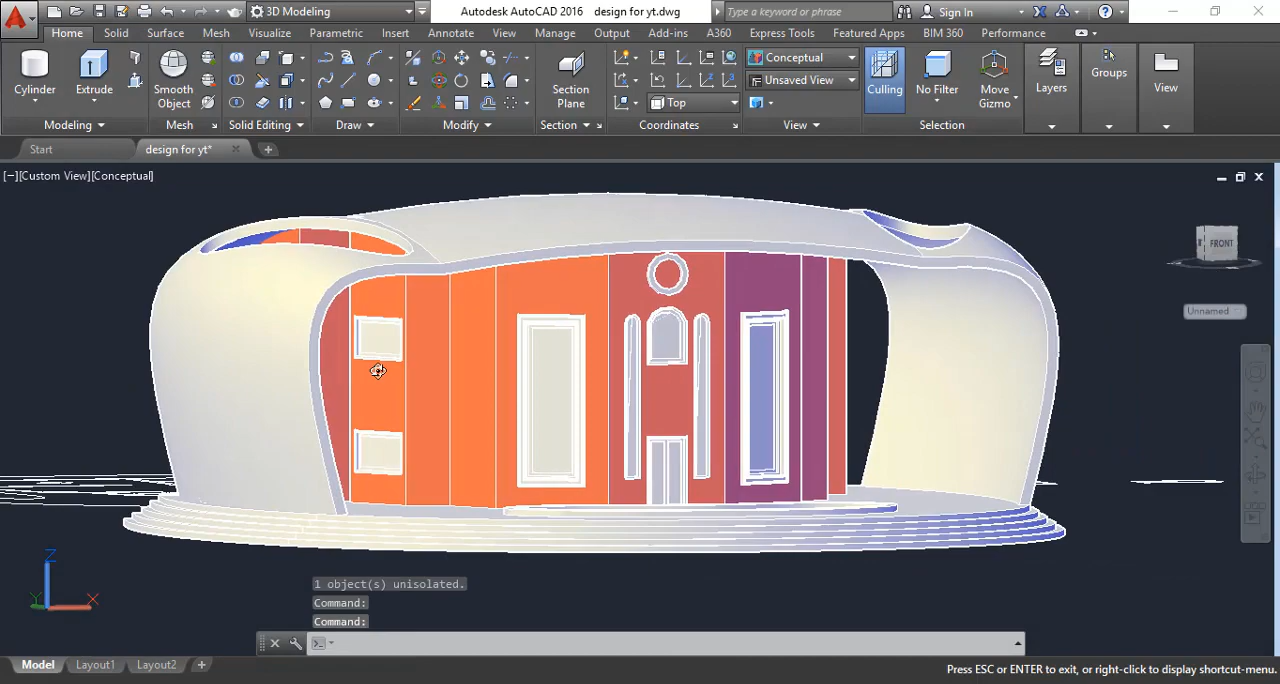 3D Modeling
Autodesk AutoCAD 2016 design for yt.dwg
Type a keyword or phrase
Sign In
Home Solid Surface Mesh Visualize Parametric Insert Annotate View Manage Output Add-ins A360 Express Tools Featured Apps BIM 360 Performance
Cylinder
Extrude
Smooth
Object
Section
Plane
Conceptual
Unsaved View
Top
Culling
No Filter
Move
Gizmo
Layers
Groups
View
Modeling
Mesh
Solid Editing
Draw
Modify
Section
Coordinates
View
Selection
Start
design for yt*
[−][Custom View][Conceptual]
FRONT
Unnamed
Z
Y
X
1 object(s) unisolated.
Command:
Command:
Model Layout1 Layout2
Press ESC or ENTER to exit, or right-click to display shortcut-menu.